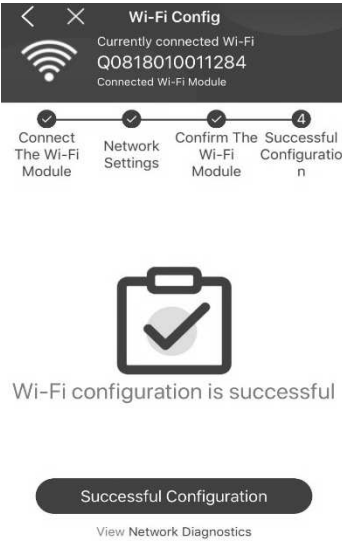 Wi-Fi Config
Currently connected Wi-Fi
Q0818010011284
Connected Wi-Fi Module
4
Connect
The Wi-Fi
Module
Network
Settings
Confirm The
Wi-Fi
Module
Successful
Configuratio
n
Wi-Fi configuration is successful
Successful Configuration
View Network Diagnostics